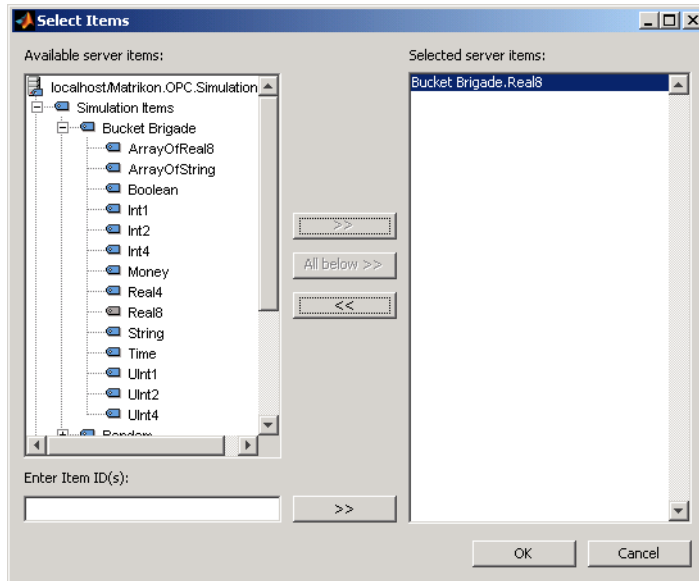 Select Items
Available server items:
Selected server items:
localhost/Matrikon.OPC.Simulation
Simulation Items
Bucket Brigade
ArrayOfReal8
ArrayOfString
Boolean
Int1
Int2
Int4
Money
Real4
Real8
String
Time
UInt1
UInt2
UInt4
Random
>>
All below >>
<<
Bucket Brigade.Real8
Enter Item ID(s):
>>
OK
Cancel